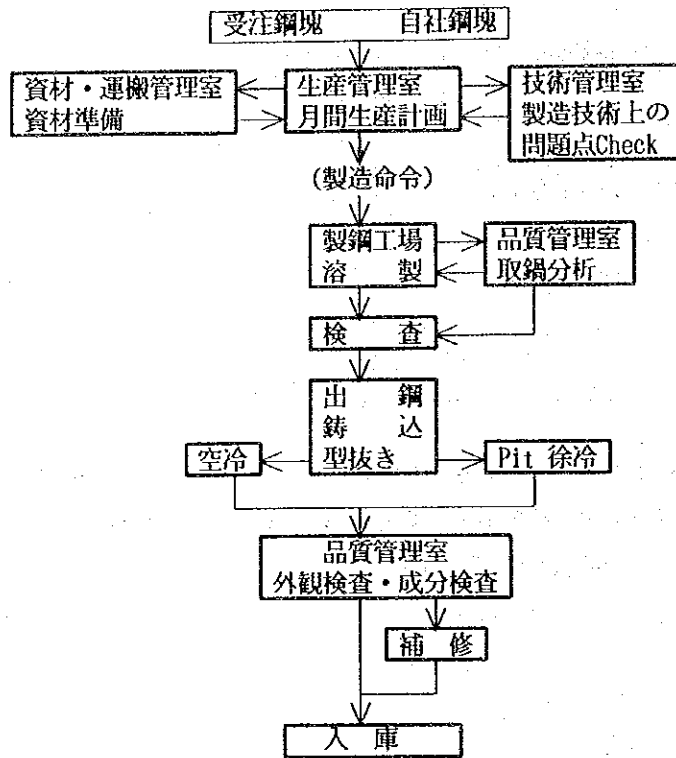 受注鋼塊 自社鋼塊
資材・運搬管理室
資材準備
生産管理室
月間生産計画
技術管理室
製造技術上の
問題点Check
(製造命令)
製鋼工場
溶製
品質管理室
取鍋分析
検査
出鋼
鋳込
型抜き
空冷
Pit 徐冷
品質管理室
外観検査・成分検査
補修
入庫